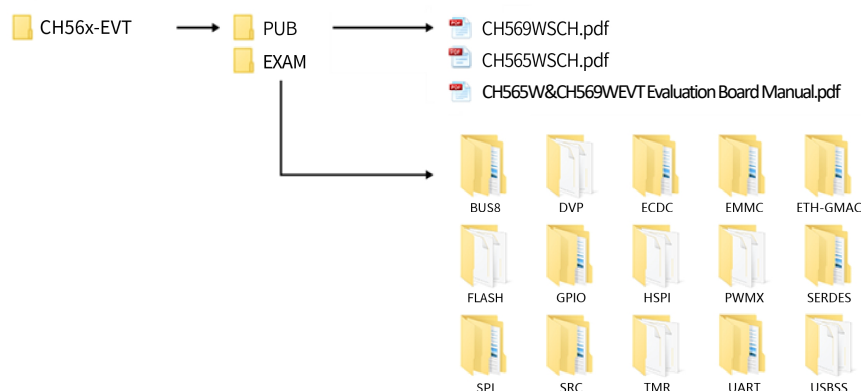 CH56x-EVT
PUB
EXAM
CH569WSCH.pdf
CH565WSCH.pdf
CH565W&CH569WEVT Evaluation Board Manual.pdf
BUS8 DVP ECDC EMMC ETH-GMAC
FLASH GPIO HSPI PWMX SERDES
SPI SRC TMR UART USBSS